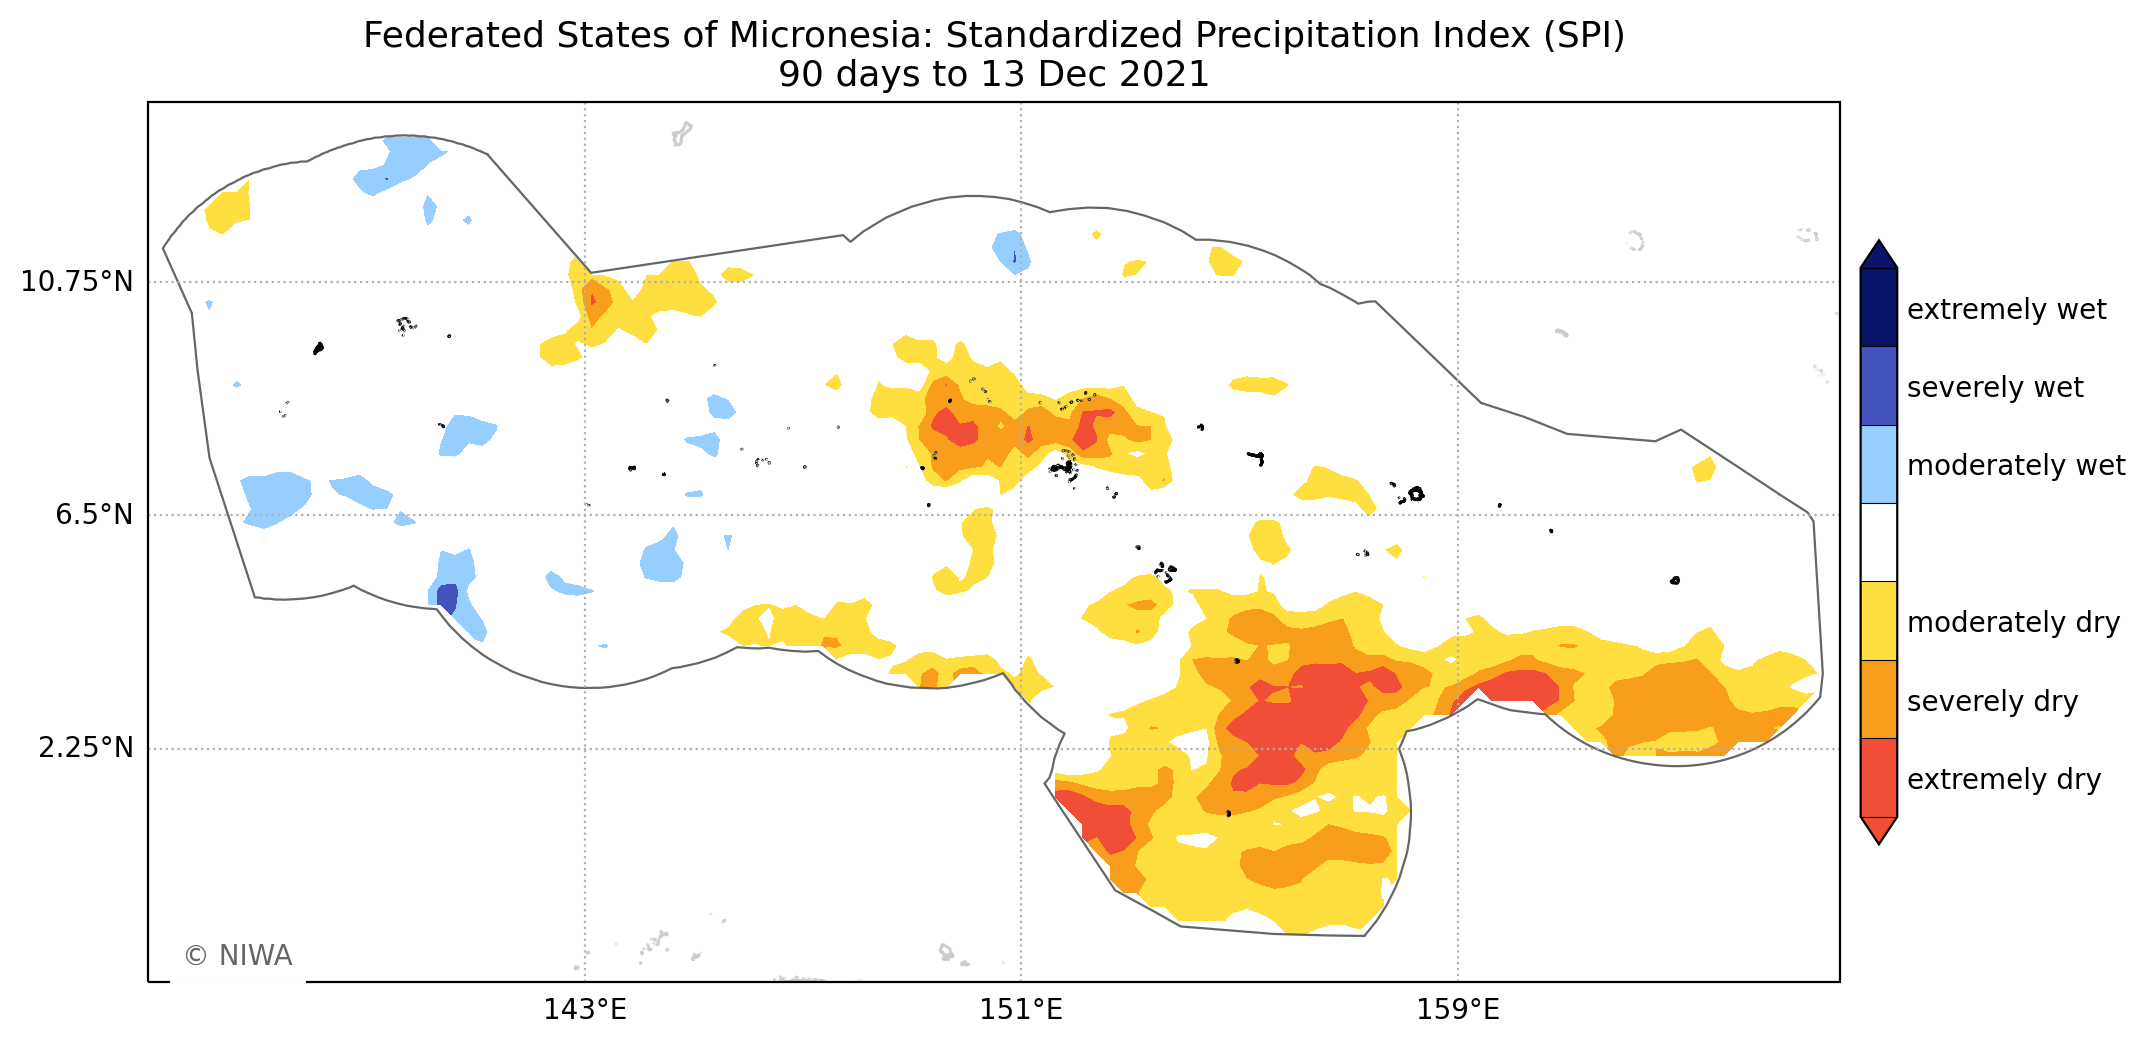 Federated States of Micronesia: Standardized Precipitation Index (SPI)
90 days to 13 Dec 2021
10.75°N
6.5°N
2.25°N
143°E
151°E
159°E
© NIWA
extremely wet
severely wet
moderately wet
moderately dry
severely dry
extremely dry